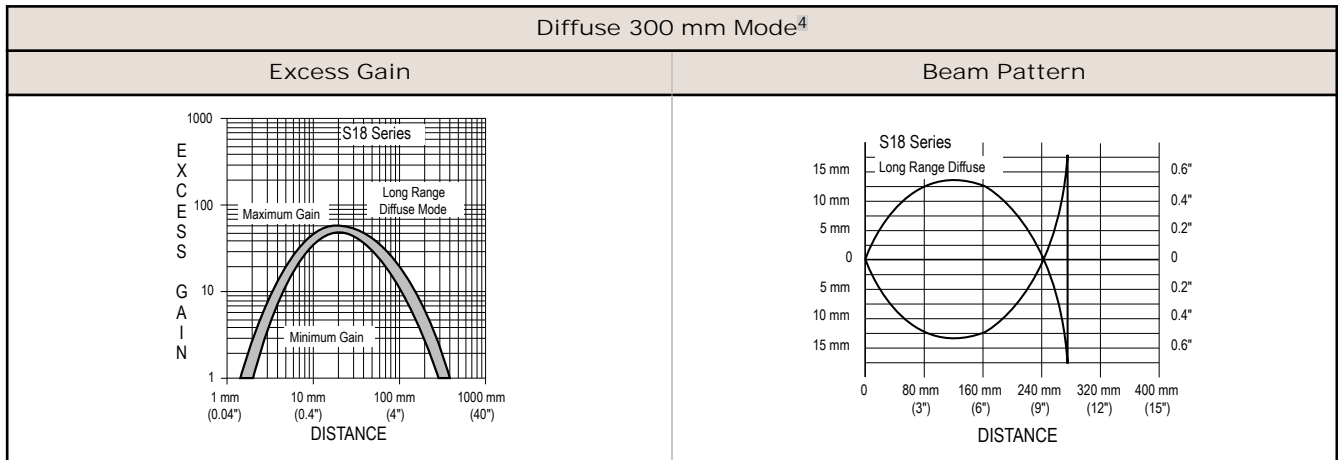 Diffuse 300 mm Mode4
Excess Gain
Beam Pattern
EXCESS GAIN
1000
100
10
1
S18 Series
Long Range
Diffuse Mode
Maximum Gain
Minimum Gain
1 mm
(0.04")
10 mm
(0.4")
100 mm
(4")
1000 mm
(40")
DISTANCE
S18 Series
Long Range Diffuse
15 mm
10 mm
5 mm
0
5 mm
10 mm
15 mm
0.6"
0.4"
0.2"
0
0.2"
0.4"
0.6"
0
80 mm
(3")
160 mm
(6")
240 mm
(9")
320 mm
(12")
400 mm
(15")
DISTANCE